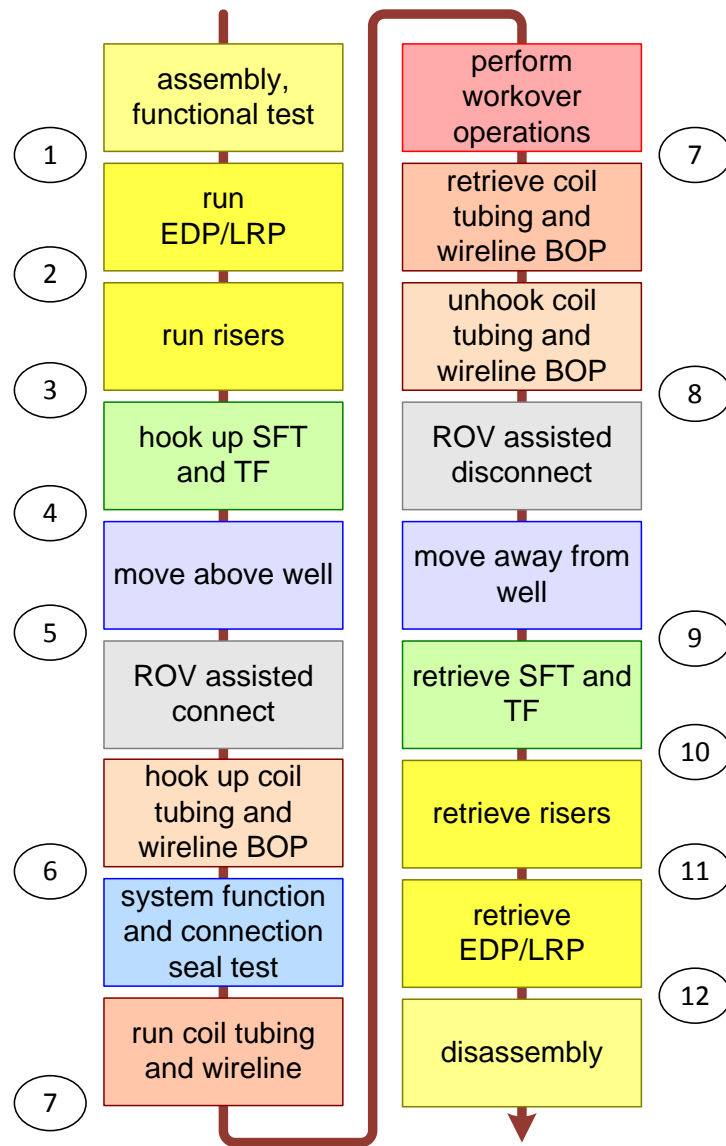 assembly,
functional test
1
run
EDP/LRP
2
run risers
3
hook up SFT
and TF
4
move above well
5
ROV assisted
connect
hook up coil
tubing and
wireline BOP
6
system function
and connection
seal test
run coil tubing
and wireline
7
perform
workover
operations
7
retrieve coil
tubing and
wireline BOP
unhook coil
tubing and
wireline BOP
8
ROV assisted
disconnect
move away from
well
9
retrieve SFT and
TF
10
retrieve risers
11
retrieve
EDP/LRP
12
disassembly